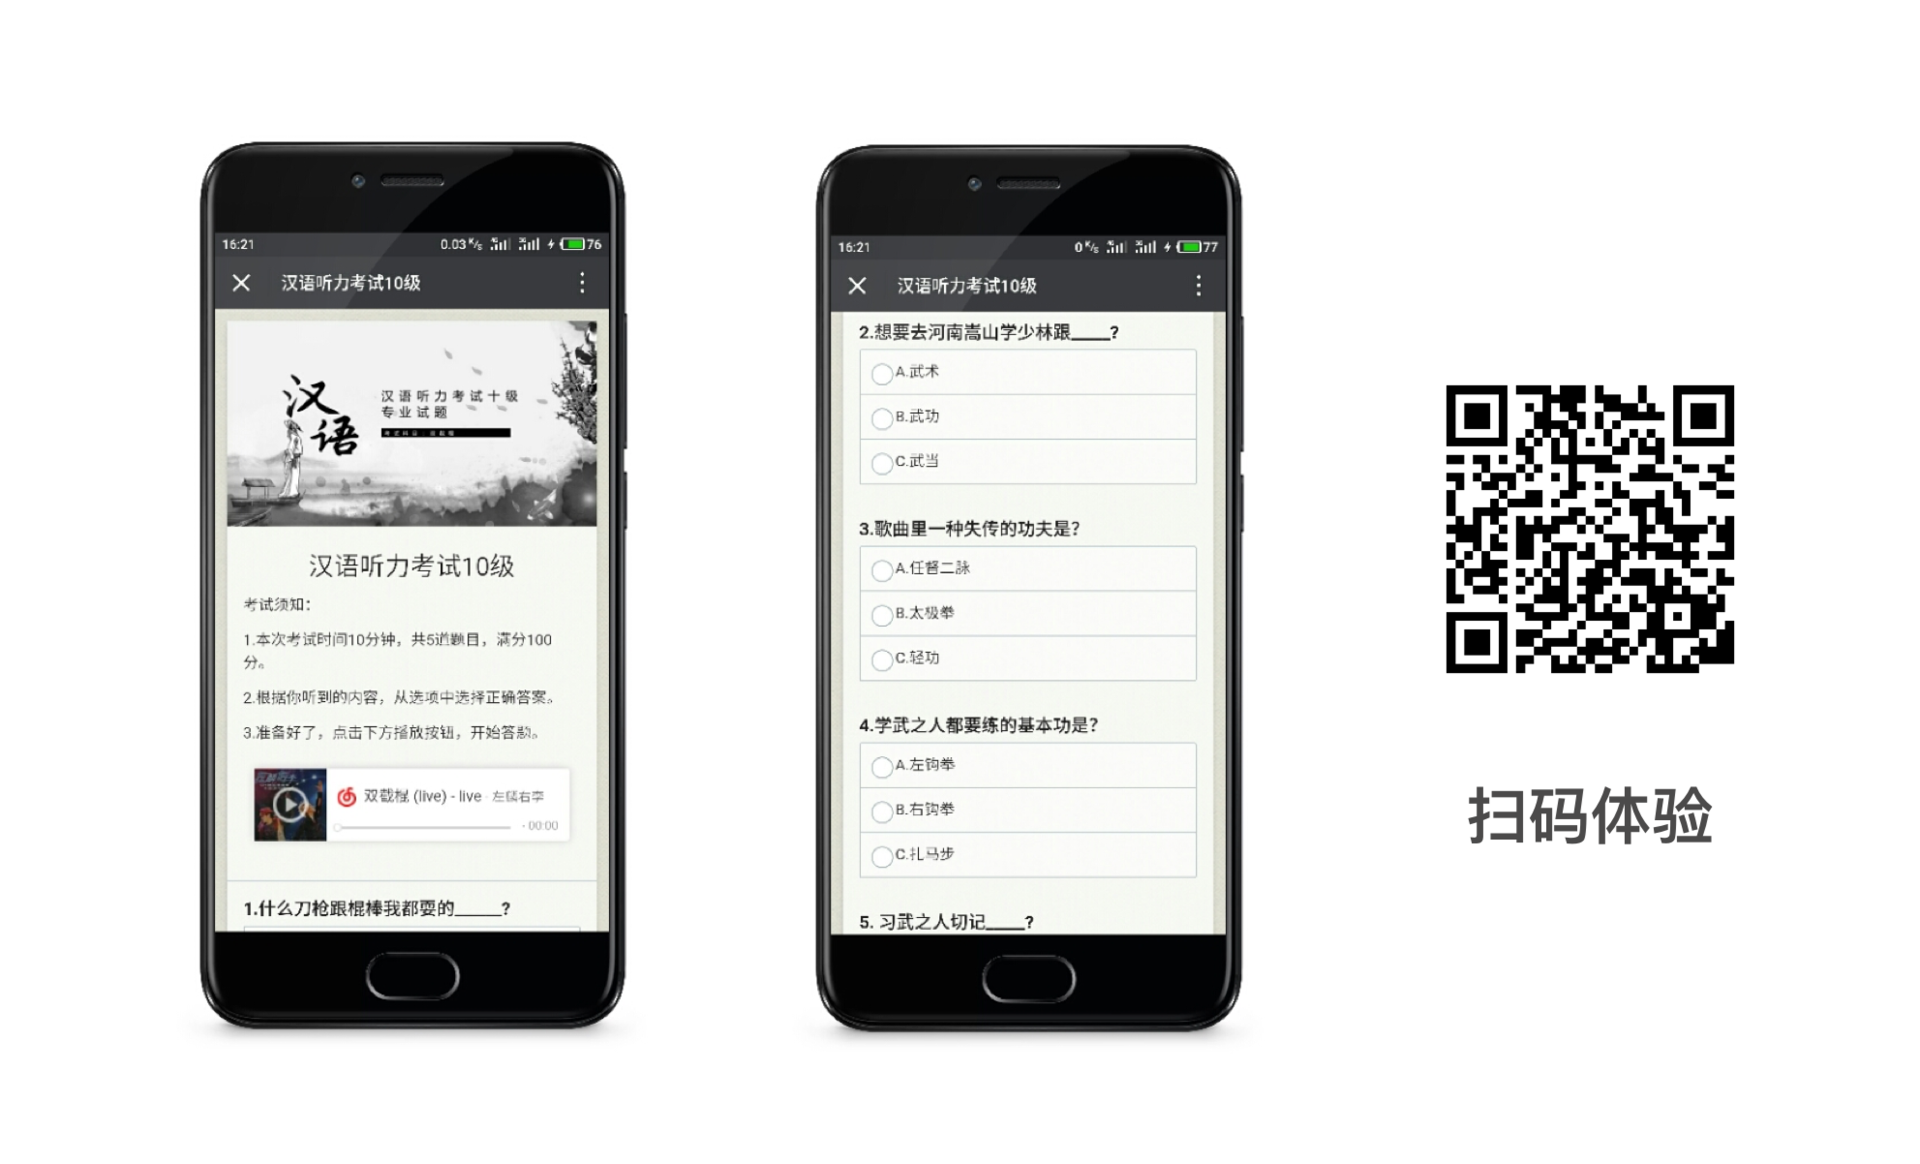 16:21
0.03 K/s
76
汉语听力考试10级
汉语
汉语听力考试十级
专业试题
汉语听力考试10级
考试须知：
1.本次考试时间10分钟，共5道题目，满分100
分。
2.根据你听到的内容，从选项中选择正确答案。
3.准备好了，点击下方播放按钮，开始答题。
双截棍 (live) - live · 左麟右李
- 00:00
1.什么刀枪跟棍棒我都耍的_____?
16:21
0 K/s
77
汉语听力考试10级
2.想要去河南嵩山学少林跟____?
A.武术
B.武功
C.武当
3.歌曲里一种失传的功夫是?
A.任督二脉
B.太极拳
C.轻功
4.学武之人都要练的基本功是?
A.左钩拳
B.右钩拳
C.扎马步
5. 习武之人切记____?
扫码体验